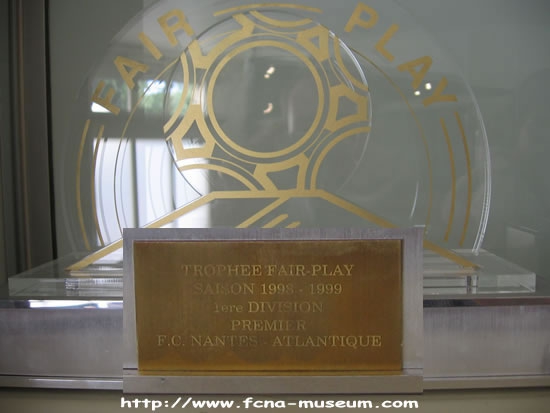 FAIR PLAY
TROPHEE FAIR-PLAY
SAISON 1998 - 1999
1ere DIVISION
PREMIER
F.C. NANTES - ATLANTIQUE
http://www.fcna-museum.com